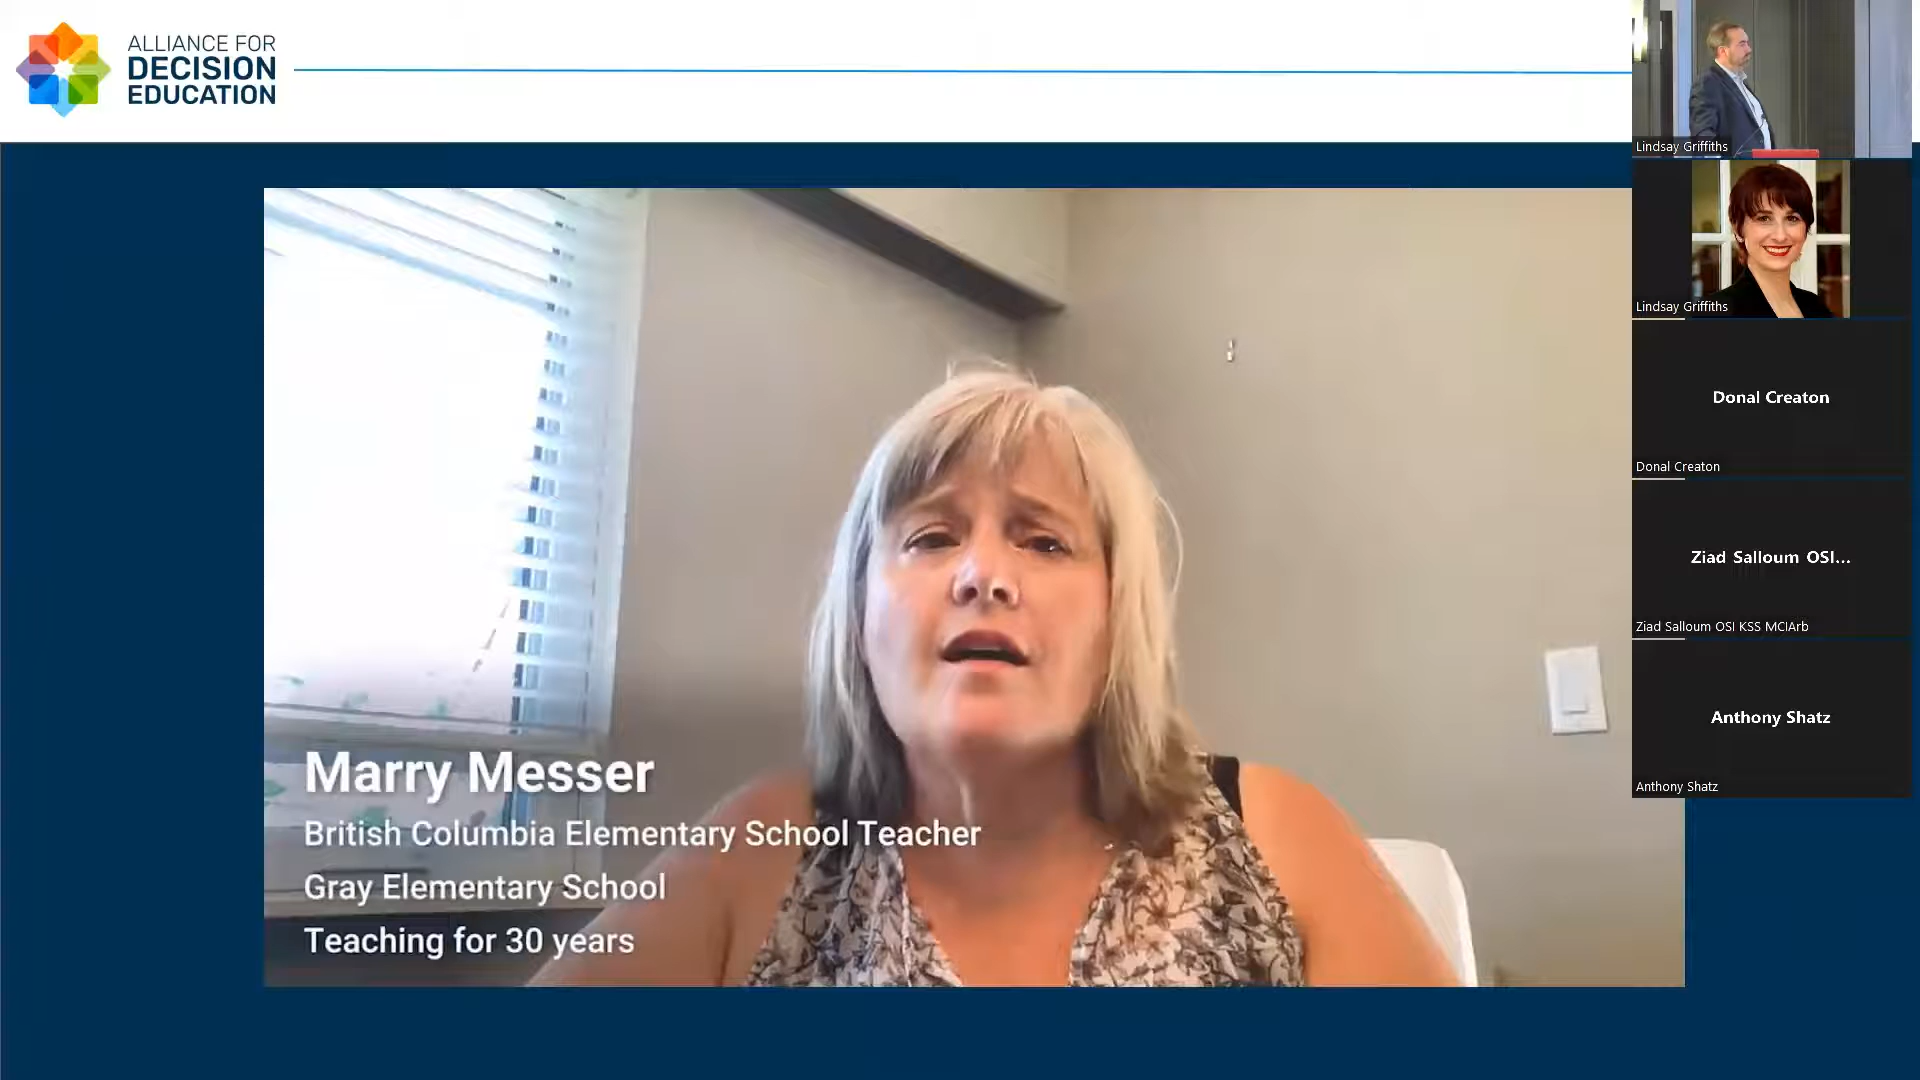 ALLIANCE FOR
DECISION
EDUCATION
Marry Messer
British Columbia Elementary School Teacher
Gray Elementary School
Teaching for 30 years
Lindsay Griffiths
Lindsay Griffiths
Donal Creaton
Donal Creaton
Ziad Salloum OSI...
Ziad Salloum OSI KSS MCIArb
Anthony Shatz
Anthony Shatz